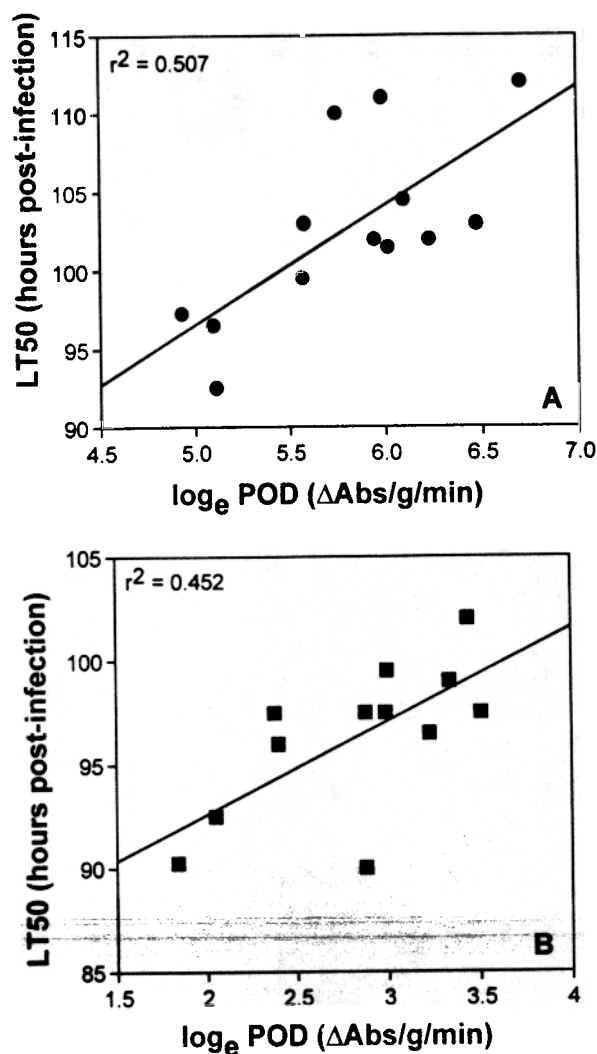 115
r² = 0.507
110
105
100
95
90
LT50 (hours post-infection)
A
4.5 5.0 5.5 6.0 6.5 7.0
logₑ POD (ΔAbs/g/min)
105
r² = 0.452
100
95
90
85
LT50 (hours post-infection)
B
1.5 2 2.5 3 3.5 4
logₑ POD (ΔAbs/g/min)